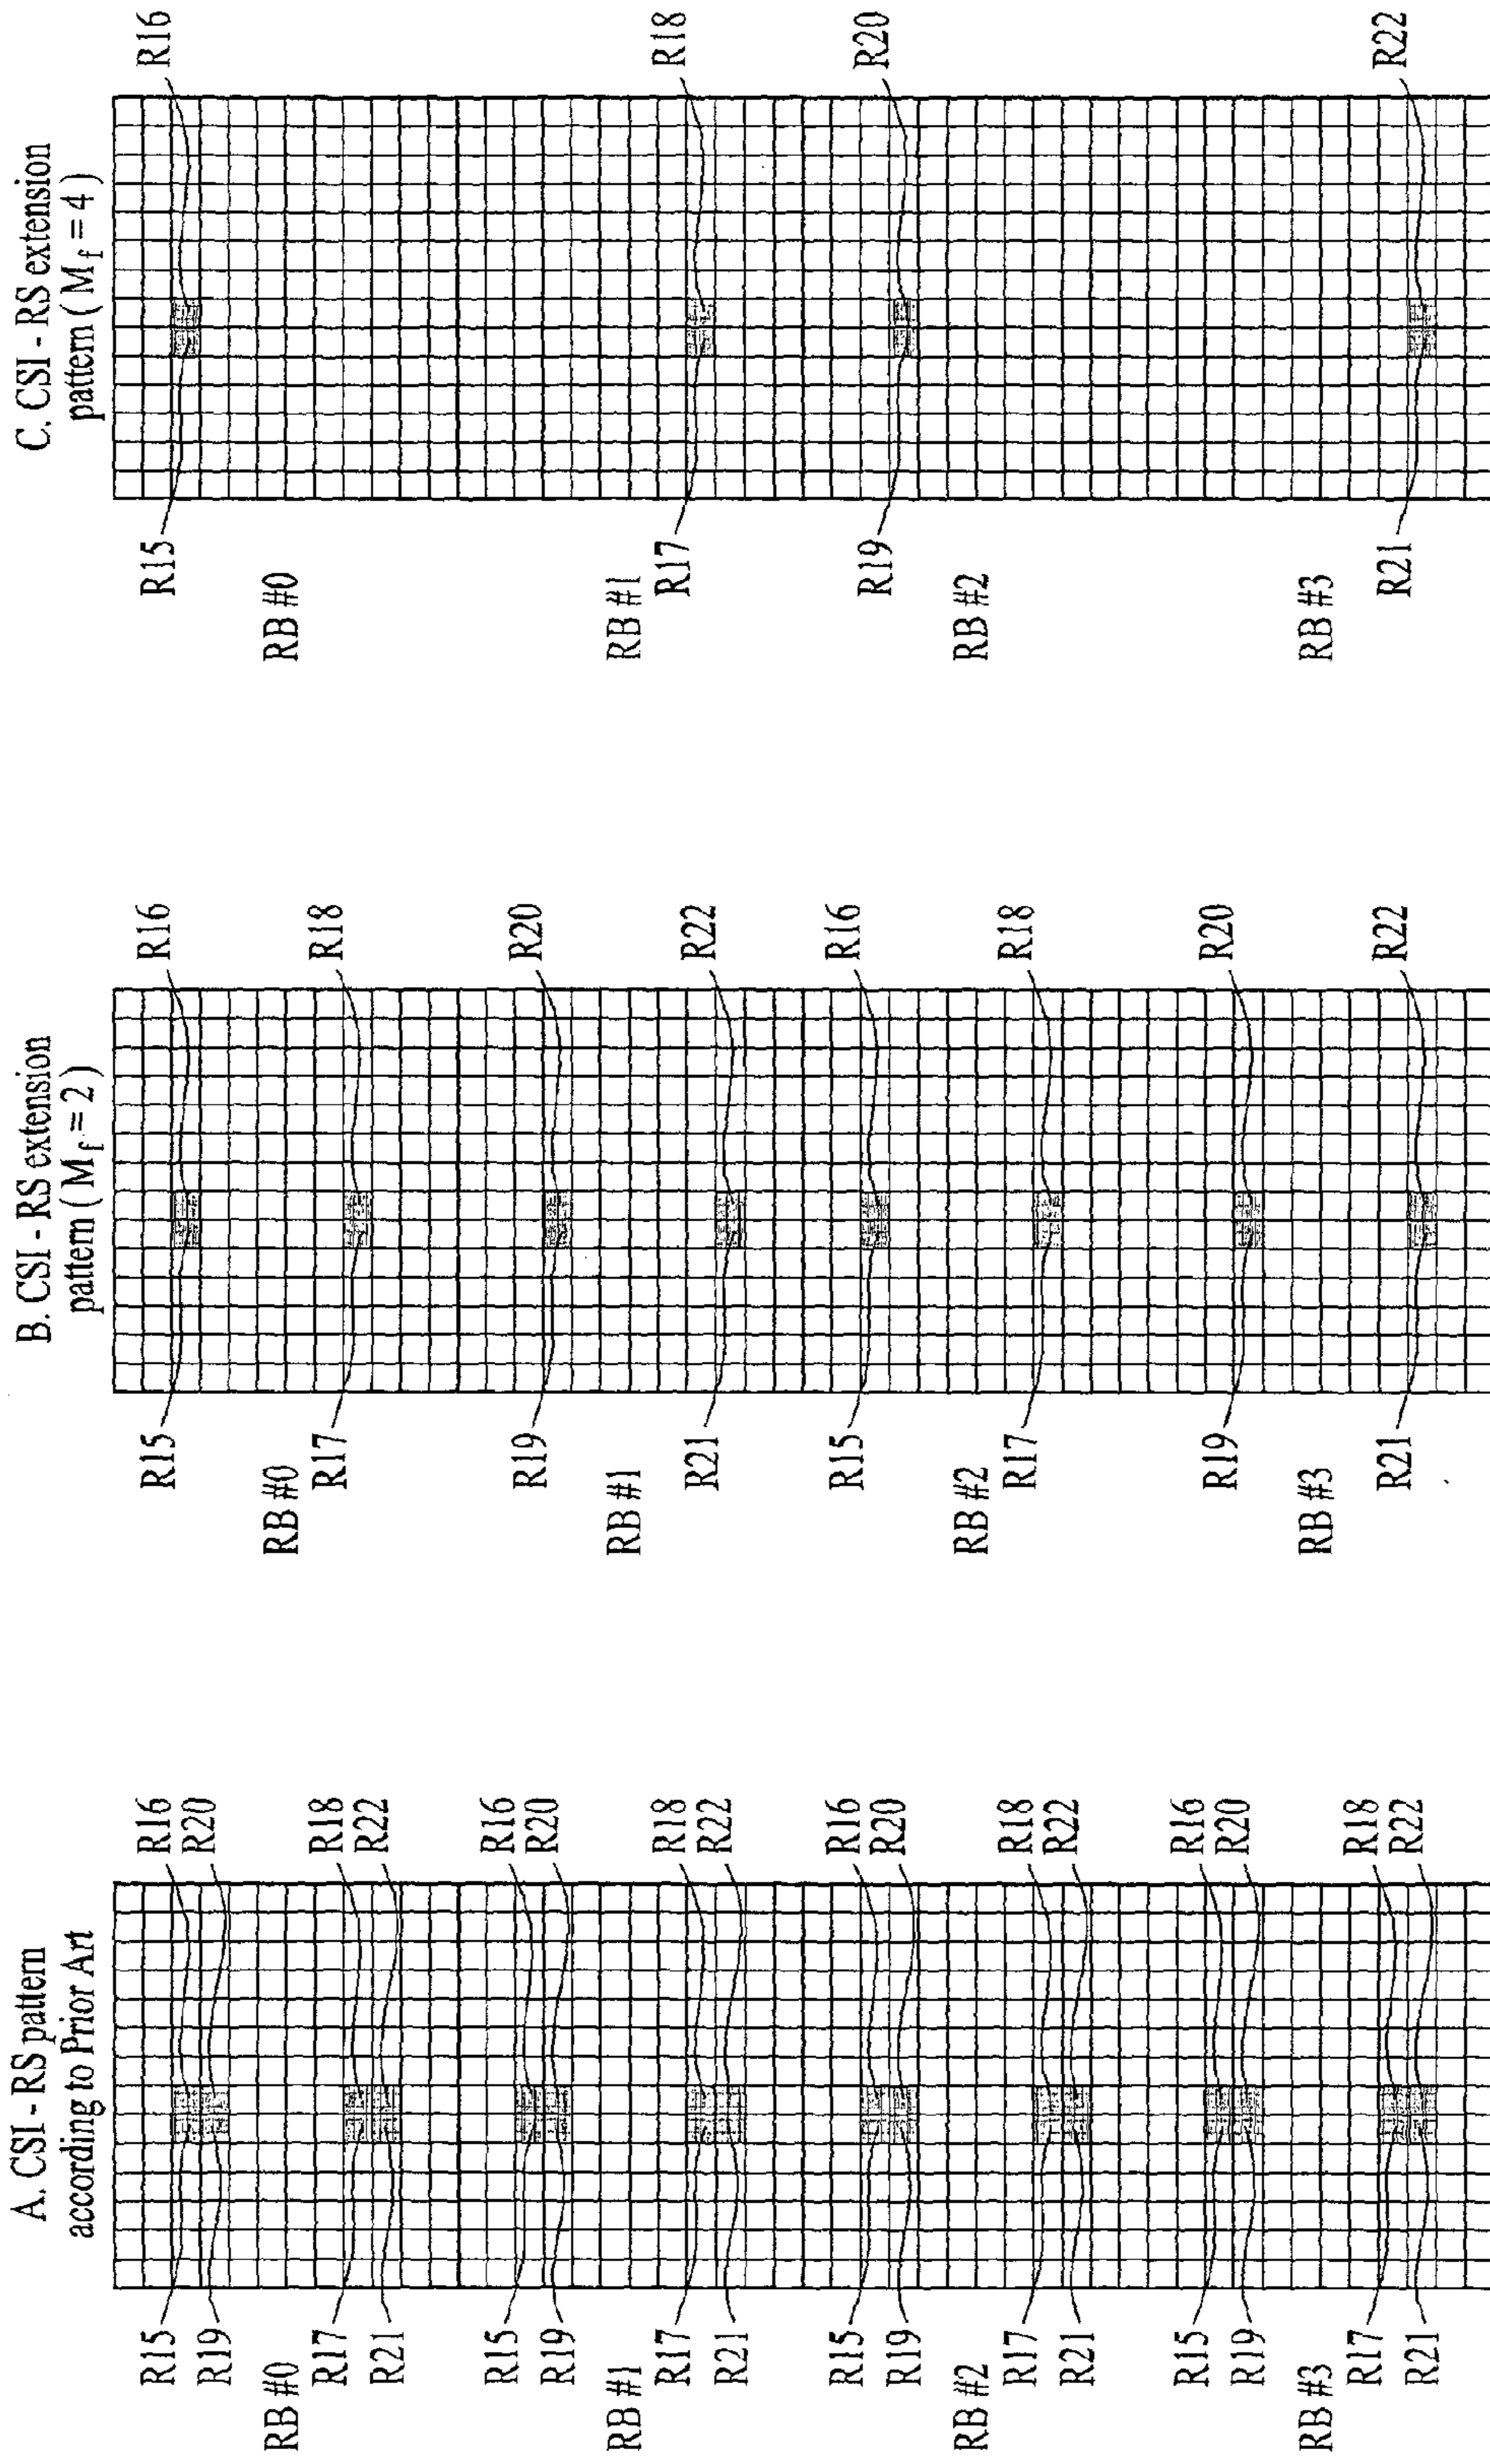 A. CSI - RS pattern
according to Prior Art
R15
R16
R19
R20
RB #0
R17
R18
R21
R22
R15
R16
R19
R20
RB #1
R17
R18
R21
R22
R15
R16
R19
R20
RB #2
R17
R18
R21
R22
R15
R16
R19
R20
RB #3
R17
R18
R21
R22
B. CSI - RS extension
pattern ( Mf = 2 )
R15
R16
RB #0
R17
R18
R19
R20
RB #1
R21
R22
R15
R16
RB #2
R17
R18
R19
R20
RB #3
R21
R22
C. CSI - RS extension
pattern ( Mf = 4 )
R15
R16
RB #0
RB #1
R17
R18
R19
R20
RB #2
RB #3
R21
R22